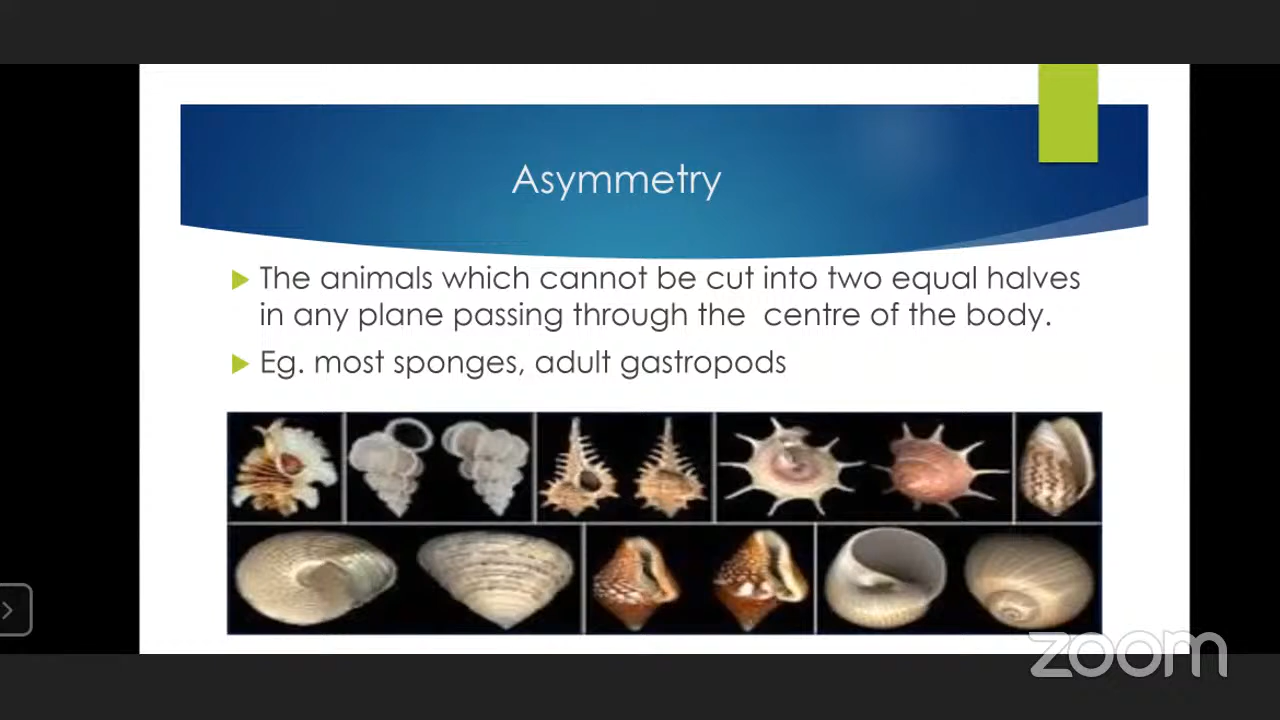 Asymmetry
The animals which cannot be cut into two equal halves
in any plane passing through the centre of the body.
Eg. most sponges, adult gastropods
zoom